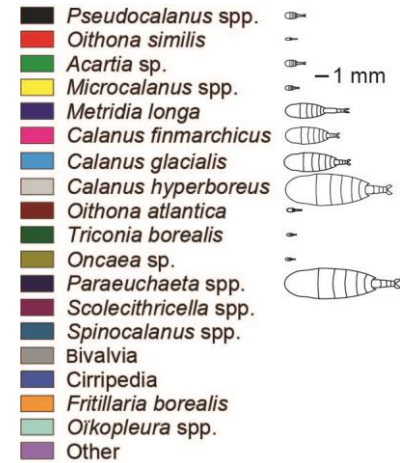 Pseudocalanus spp.
Oithona similis
Acartia sp.
1 mm
Microcalanus spp.
Metridia longa
Calanus finmarchicus
Calanus glacialis
Calanus hyperboreus
Oithona atlantica
Triconia borealis
Oncaea sp.
Paraeuchaeta spp.
Scolecithricella spp.
Spinocalanus spp.
Bivalvia
Cirripedia
Fritillaria borealis
Oïkopleura spp.
Other